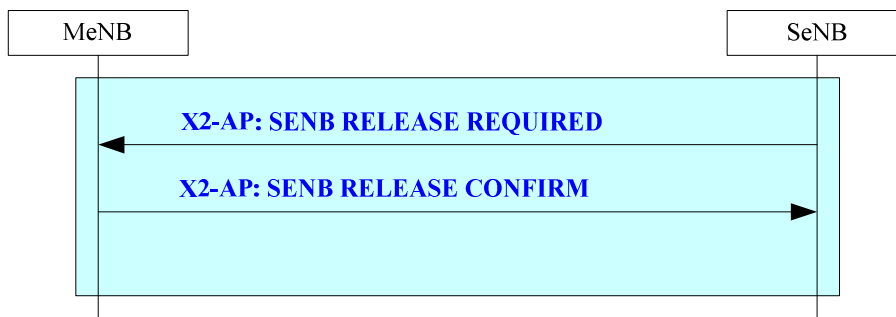 MeNB
SeNB
X2-AP: SENB RELEASE REQUIRED
X2-AP: SENB RELEASE CONFIRM